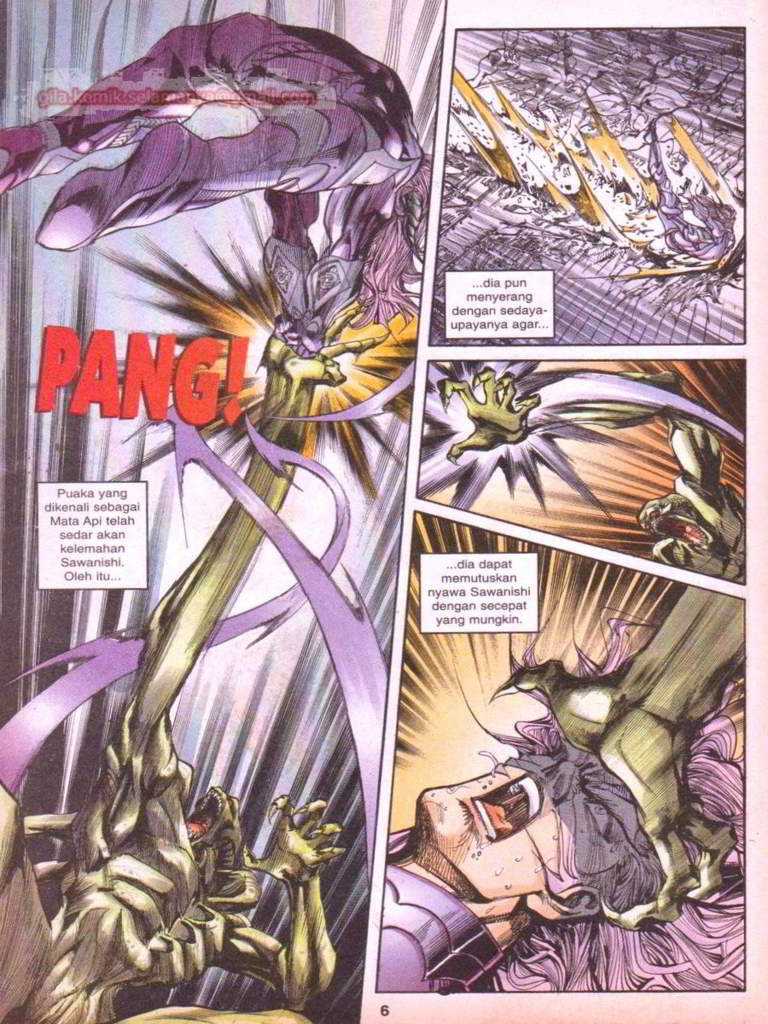 gila.komik.selamanya@gmail.com
PANG!
Puaka yang
dikenali sebagai
Mata Api telah
sedar akan
kelemahan
Sawanishi.
Oleh itu...
...dia pun
menyerang
dengan sedaya-
upayanya agar...
...dia dapat
memutuskan
nyawa Sawanishi
dengan secepat
yang mungkin.
6